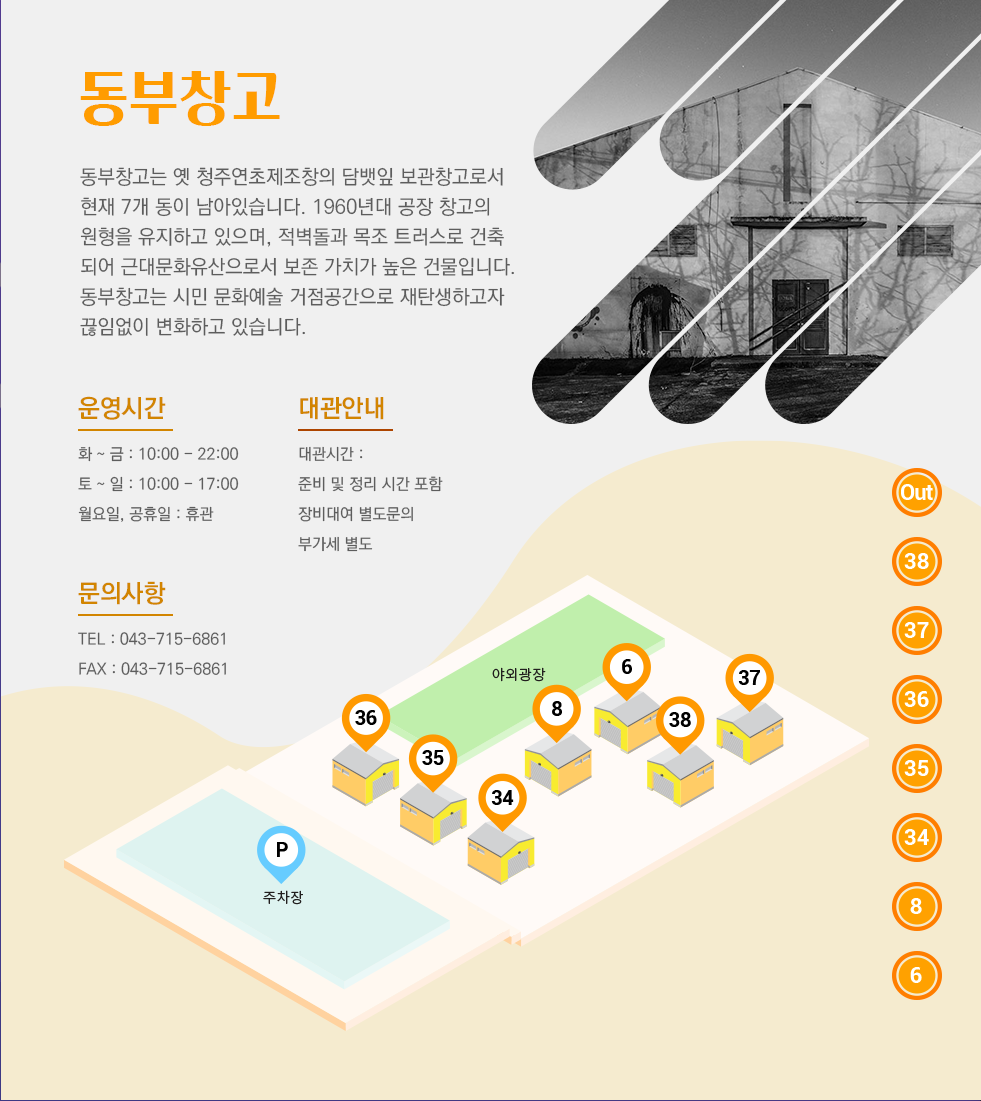 동부창고
동부창고는 옛 청주연초제조창의 담뱃잎 보관창고로서
현재 7개 동이 남아있습니다. 1960년대 공장 창고의
원형을 유지하고 있으며, 적벽돌과 목조 트러스로 건축
되어 근대문화유산으로서 보존 가치가 높은 건물입니다.
동부창고는 시민 문화예술 거점공간으로 재탄생하고자
끊임없이 변화하고 있습니다.
운영시간
화 ~ 금 : 10:00 - 22:00
토 ~ 일 : 10:00 - 17:00
월요일, 공휴일 : 휴관
대관안내
대관시간 :
준비 및 정리 시간 포함
장비대여 별도문의
부가세 별도
문의사항
TEL : 043-715-6861
FAX : 043-715-6861
야외광장
6
37
8
36
38
35
34
P
주차장
Out
38
37
36
35
34
8
6